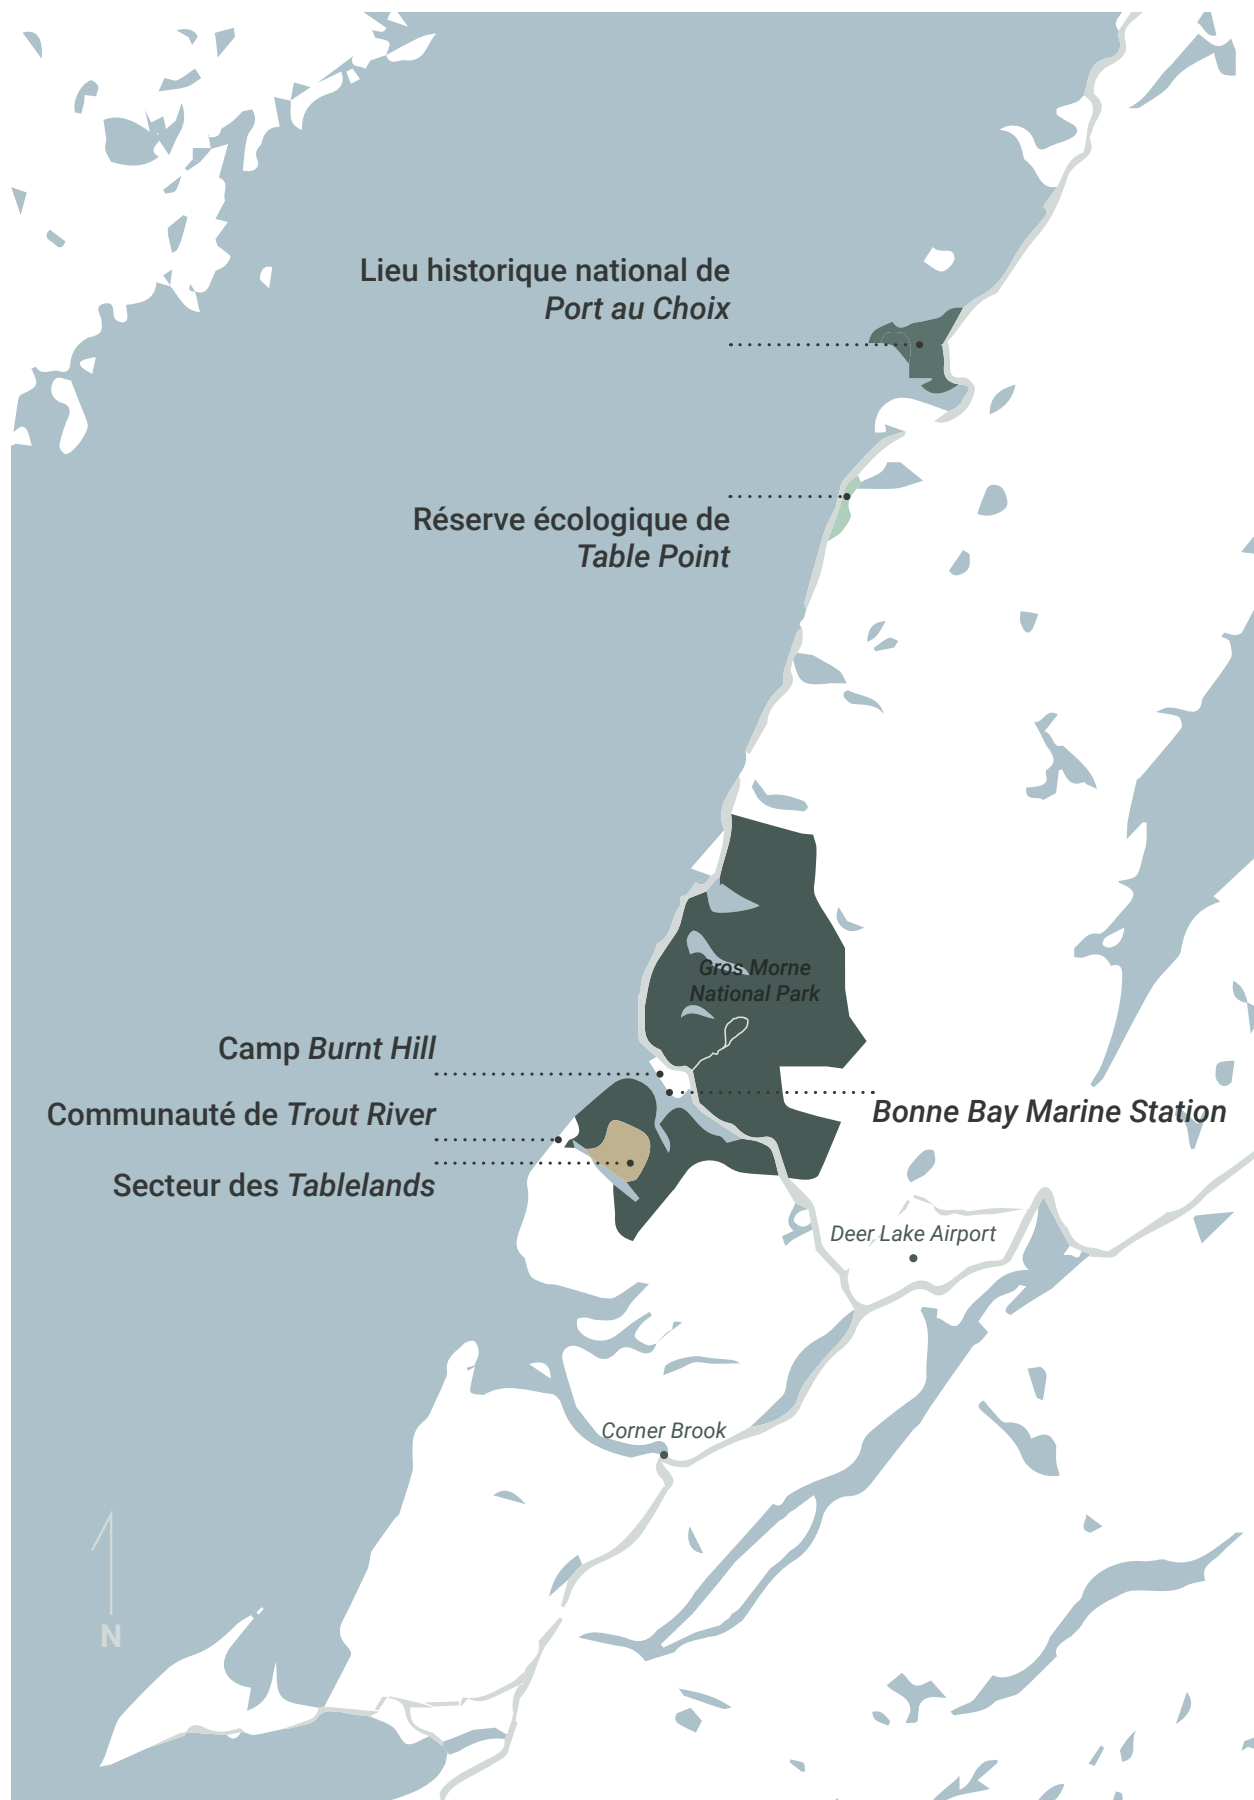 Lieu historique national de
Port au Choix
Réserve écologique de
Table Point
Gros Morne
National Park
Camp Burnt Hill
Communauté de Trout River
Bonne Bay Marine Station
Secteur des Tablelands
Deer Lake Airport
Corner Brook
N